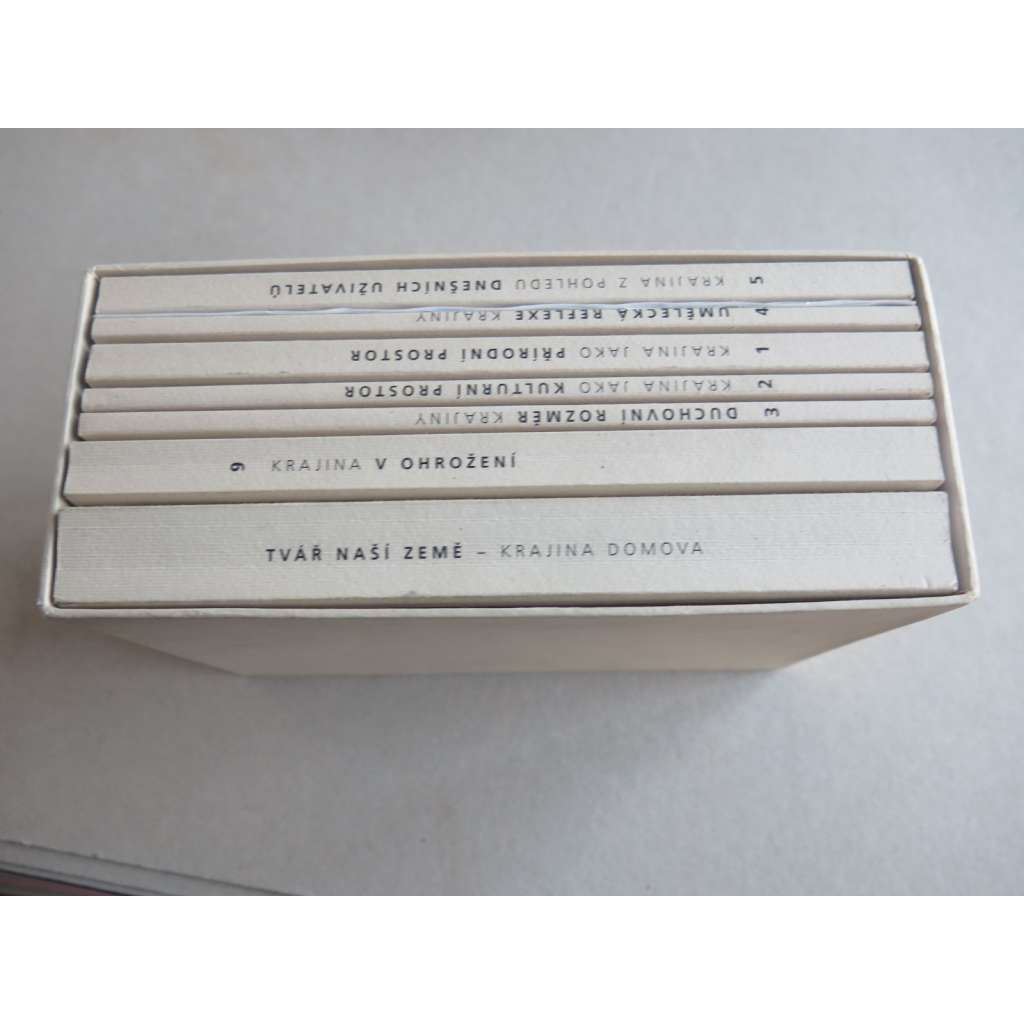 5 KRAJINA Z POHLEDU DNEŠNÍCH UŽIVATELŮ
4 UMĚLECKÁ REFLEXE KRAJINY
1 KRAJINA JAKO PŘÍRODNÍ PROSTOR
2 KRAJINA JAKO KULTURNÍ PROSTOR
3 DUCHOVNÍ ROZMĚR KRAJINY
6 KRAJINA V OHROŽENÍ
TVÁŘ NAŠÍ ZEMĚ – KRAJINA DOMOVA